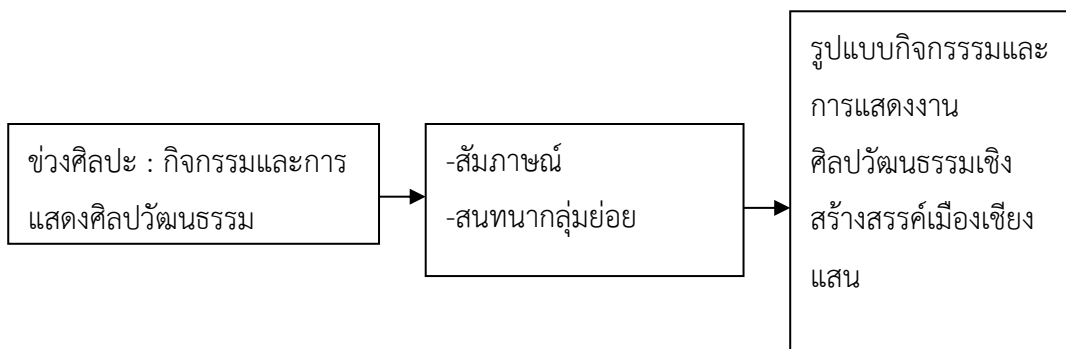 ข่วงศิลปะ : กิจกรรมและการ
แสดงศิลปวัฒนธรรม
-สัมภาษณ์
-สนทนากลุ่มย่อย
รูปแบบกิจกรรรมและ
การแสดงงาน
ศิลปวัฒนธรรมเชิง
สร้างสรรค์เมืองเชียง
แสน